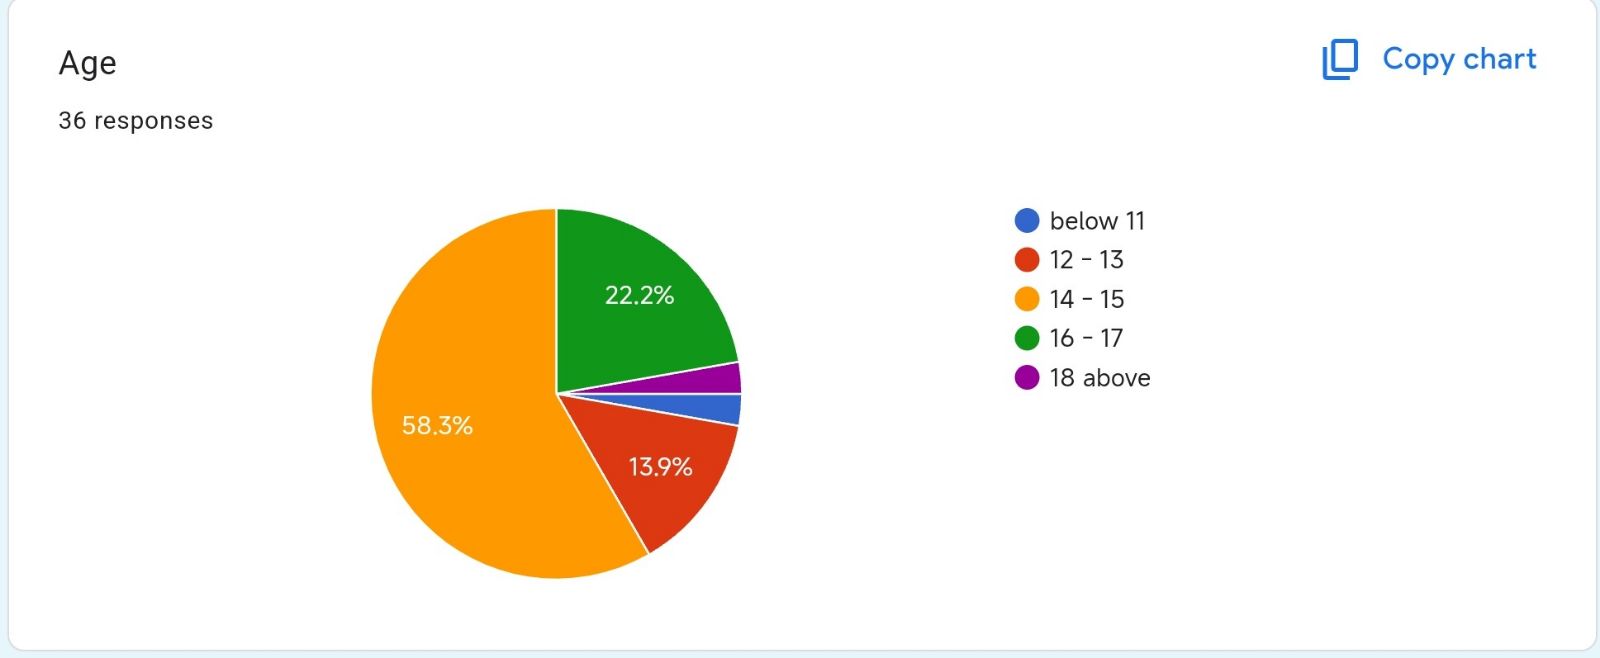 Age
Copy chart
36 responses
below 11
12 - 13
14 - 15
16 - 17
18 above
22.2%
58.3%
13.9%